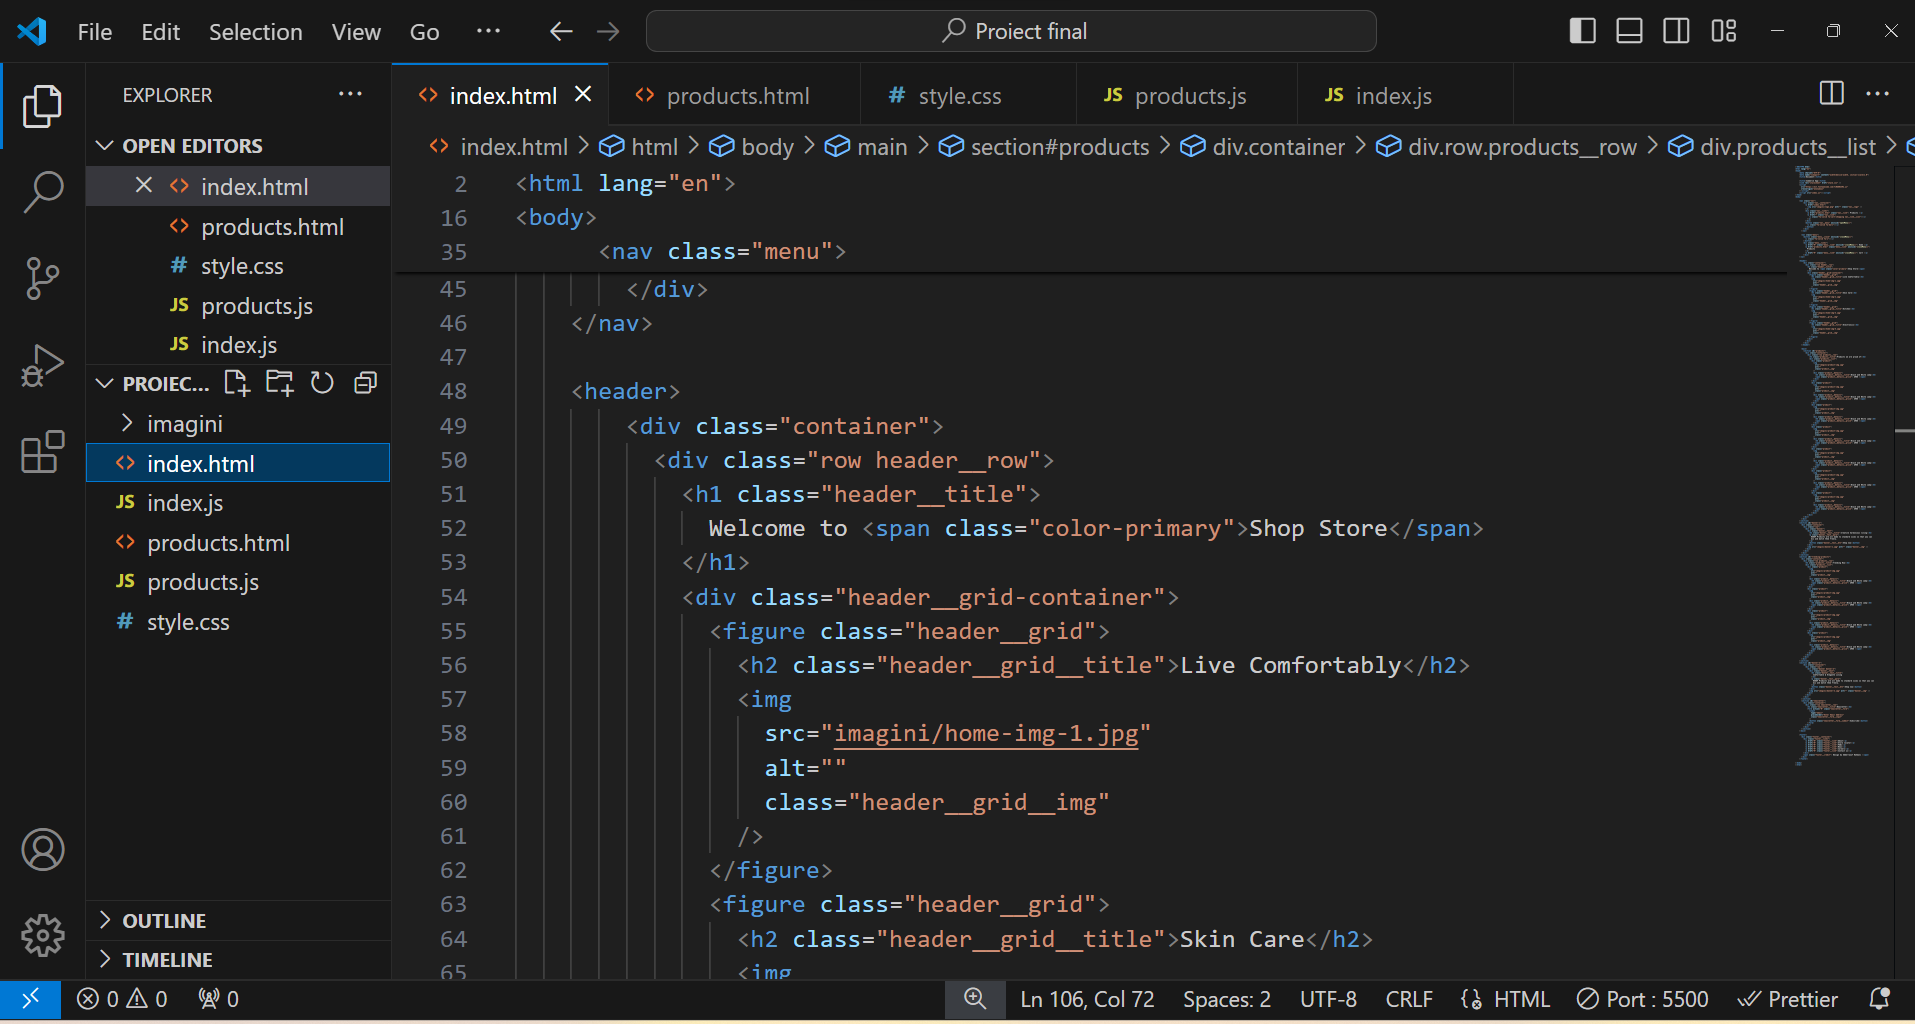 File Edit Selection View Go ··· Proiect final
EXPLORER ···
index.html products.html # style.css JS products.js JS index.js ···
index.html > html > body > main > section#products > div.container > div.row.products__row > div.products__list >
OPEN EDITORS
index.html
products.html
# style.css
JS products.js
JS index.js
PROIEC...
imagini
index.html
JS index.js
products.html
JS products.js
# style.css
OUTLINE
TIMELINE
2 <html lang="en">
16 <body>
35 <nav class="menu">
45 </div>
46 </nav>
47
48 <header>
49 <div class="container">
50 <div class="row header__row">
51 <h1 class="header__title">
52 Welcome to <span class="color-primary">Shop Store</span>
53 </h1>
54 <div class="header__grid-container">
55 <figure class="header__grid">
56 <h2 class="header__grid__title">Live Comfortably</h2>
57 <img
58 src="imagini/home-img-1.jpg"
59 alt=""
60 class="header__grid__img"
61 />
62 </figure>
63 <figure class="header__grid">
64 <h2 class="header__grid__title">Skin Care</h2>
65 <img
0 0 0 Ln 106, Col 72 Spaces: 2 UTF-8 CRLF HTML Port : 5500 Prettier